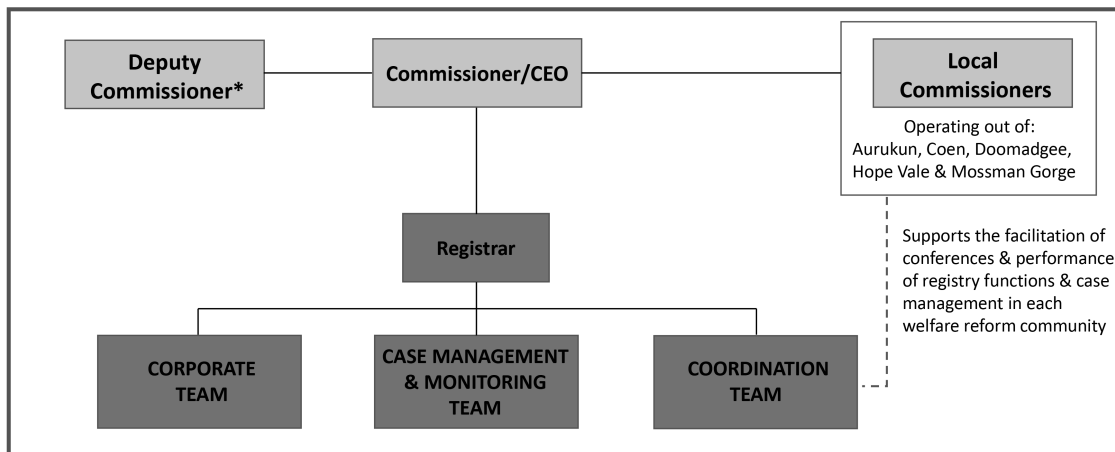 Deputy
Commissioner*
Commissioner/CEO
Local
Commissioners
Operating out of:
Aurukun, Coen, Doomadgee,
Hope Vale & Mossman Gorge
Registrar
Supports the facilitation of
conferences & performance
of registry functions & case
management in each
welfare reform community
CORPORATE
TEAM
CASE MANAGEMENT
& MONITORING
TEAM
COORDINATION
TEAM